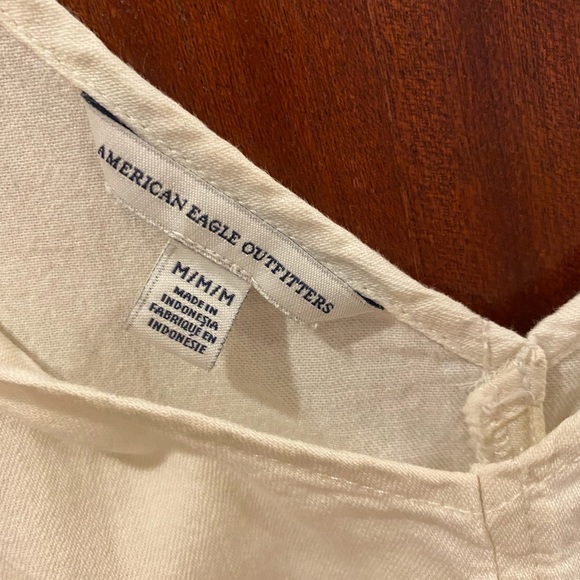 AMERICAN EAGLE OUTFITTERS
M/M/M
MADE IN
INDONESIA
FABRIQUE EN
INDONESIE